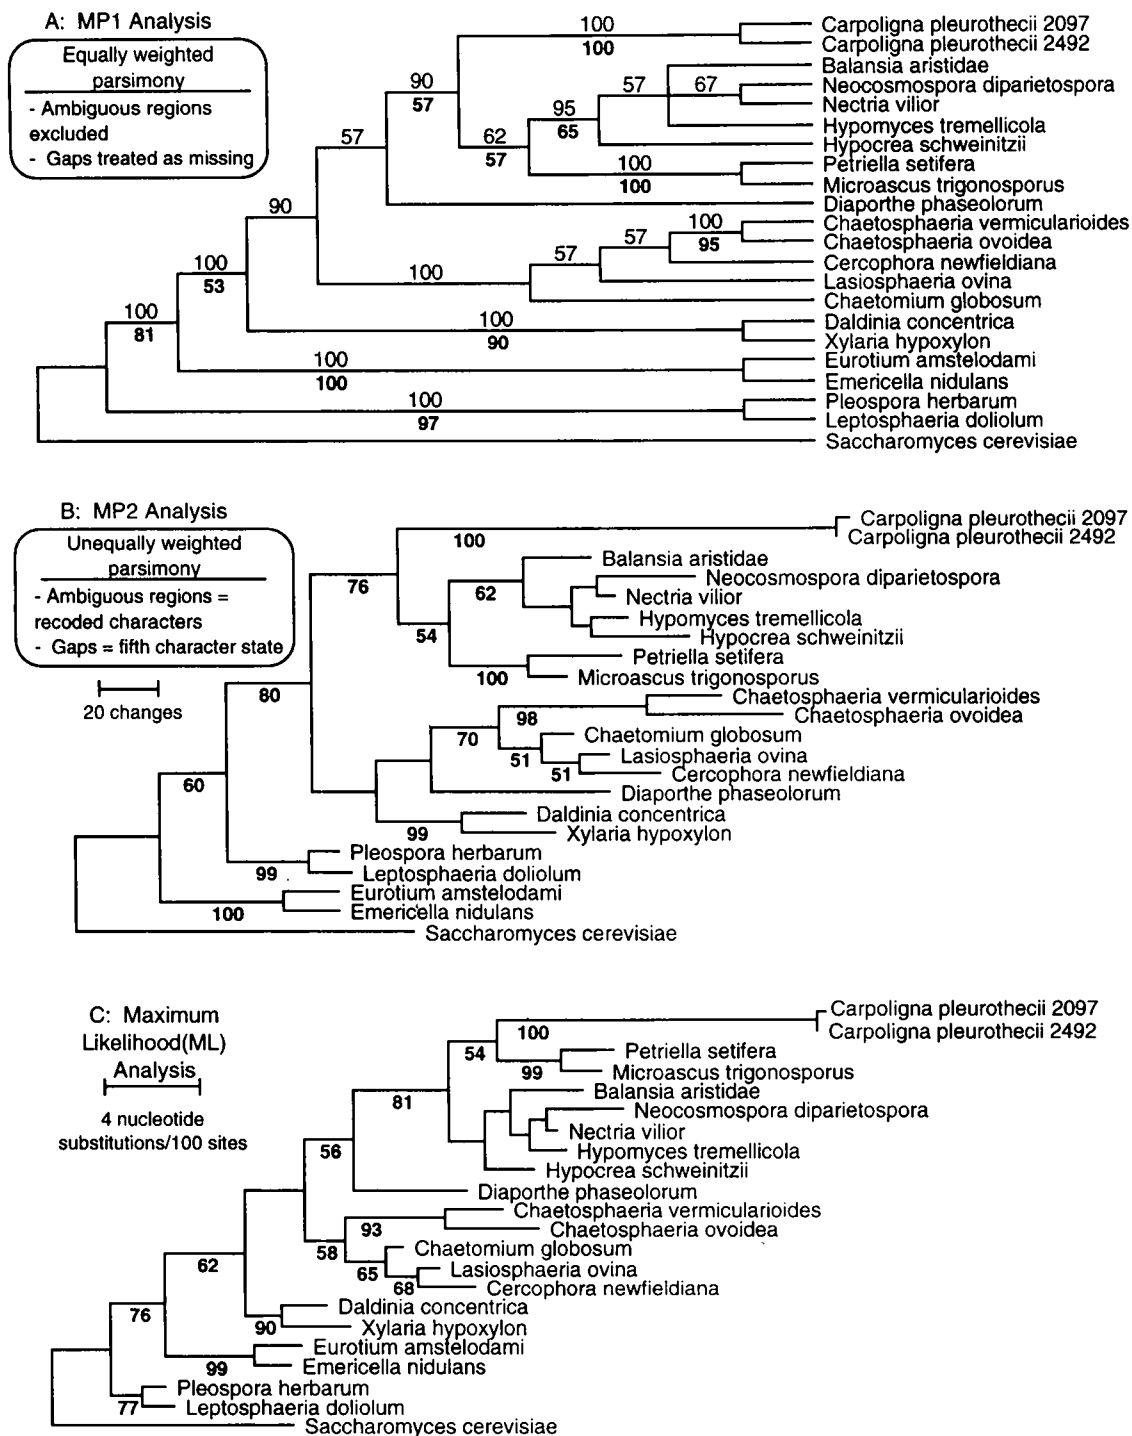 A: MP1 Analysis
Equally weighted
parsimony
- Ambiguous regions
excluded
- Gaps treated as missing
100
100
Carpoligna pleurothecii 2097
Carpoligna pleurothecii 2492
Balansia aristidae
57
67
Neocosmospora diparietospora
Nectria vilior
90
57
95
65
Hypomyces tremellicola
62
57
Hypocrea schweinitzii
57
100
100
Petriella setifera
Microascus trigonosporus
90
Diaporthe phaseolorum
100
95
Chaetosphaeria vermicularioides
Chaetosphaeria ovoidea
57
57
Cercophora newfieldiana
100
53
100
Lasiosphaeria ovina
Chaetomium globosum
100
81
100
90
Daldinia concentrica
Xylaria hypoxylon
100
100
Eurotium amstelodami
Emericella nidulans
100
97
Pleospora herbarum
Leptosphaeria doliolum
Saccharomyces cerevisiae
B: MP2 Analysis
Unequally weighted
parsimony
- Ambiguous regions =
recoded characters
- Gaps = fifth character state
20 changes
Carpoligna pleurothecii 2097
100
Carpoligna pleurothecii 2492
Balansia aristidae
76
62
Neocosmospora diparietospora
Nectria vilior
Hypomyces tremellicola
54
Hypocrea schweinitzii
Petriella setifera
100
Microascus trigonosporus
80
Chaetosphaeria vermicularioides
98
Chaetosphaeria ovoidea
70
Chaetomium globosum
51
Lasiosphaeria ovina
51
Cercophora newfieldiana
60
Diaporthe phaseolorum
Daldinia concentrica
99
Xylaria hypoxylon
Pleospora herbarum
99
Leptosphaeria doliolum
Eurotium amstelodami
100
Emericella nidulans
Saccharomyces cerevisiae
C: Maximum
Likelihood(ML)
Analysis
4 nucleotide
substitutions/100 sites
Carpoligna pleurothecii 2097
100
Carpoligna pleurothecii 2492
54
Petriella setifera
99
Microascus trigonosporus
81
Balansia aristidae
Neocosmospora diparietospora
Nectria vilior
56
Hypomyces tremellicola
Hypocrea schweinitzii
Diaporthe phaseolorum
Chaetosphaeria vermicularioides
93
Chaetosphaeria ovoidea
58
Chaetomium globosum
62
65
Lasiosphaeria ovina
68
Cercophora newfieldiana
76
Daldinia concentrica
90
Xylaria hypoxylon
Eurotium amstelodami
99
Emericella nidulans
Pleospora herbarum
77
Leptosphaeria doliolum
Saccharomyces cerevisiae